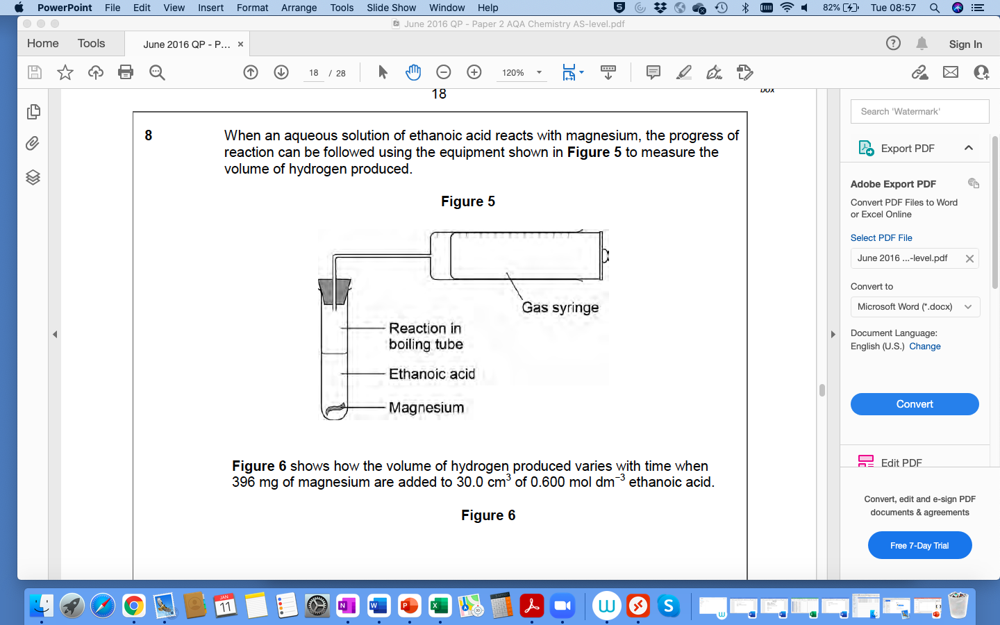 PowerPoint File Edit View Insert Format Arrange Tools Slide Show Window Help 82% Tue 08:57
June 2016 QP - Paper 2 AQA Chemistry AS-level.pdf
Home Tools June 2016 QP - P... × Sign In
18 / 28 120%
18
box
Search 'Watermark'
8 When an aqueous solution of ethanoic acid reacts with magnesium, the progress of
reaction can be followed using the equipment shown in Figure 5 to measure the
volume of hydrogen produced.
Figure 5
Gas syringe
Reaction in
boiling tube
Ethanoic acid
Magnesium
Figure 6 shows how the volume of hydrogen produced varies with time when
396 mg of magnesium are added to 30.0 cm³ of 0.600 mol dm⁻³ ethanoic acid.
Figure 6
Export PDF
Adobe Export PDF
Convert PDF Files to Word
or Excel Online
Select PDF File
June 2016 ...-level.pdf
Convert to
Microsoft Word (*.docx)
Document Language:
English (U.S.) Change
Convert
Edit PDF
Convert, edit and e-sign PDF
documents & agreements
Free 7-Day Trial
JAN
11